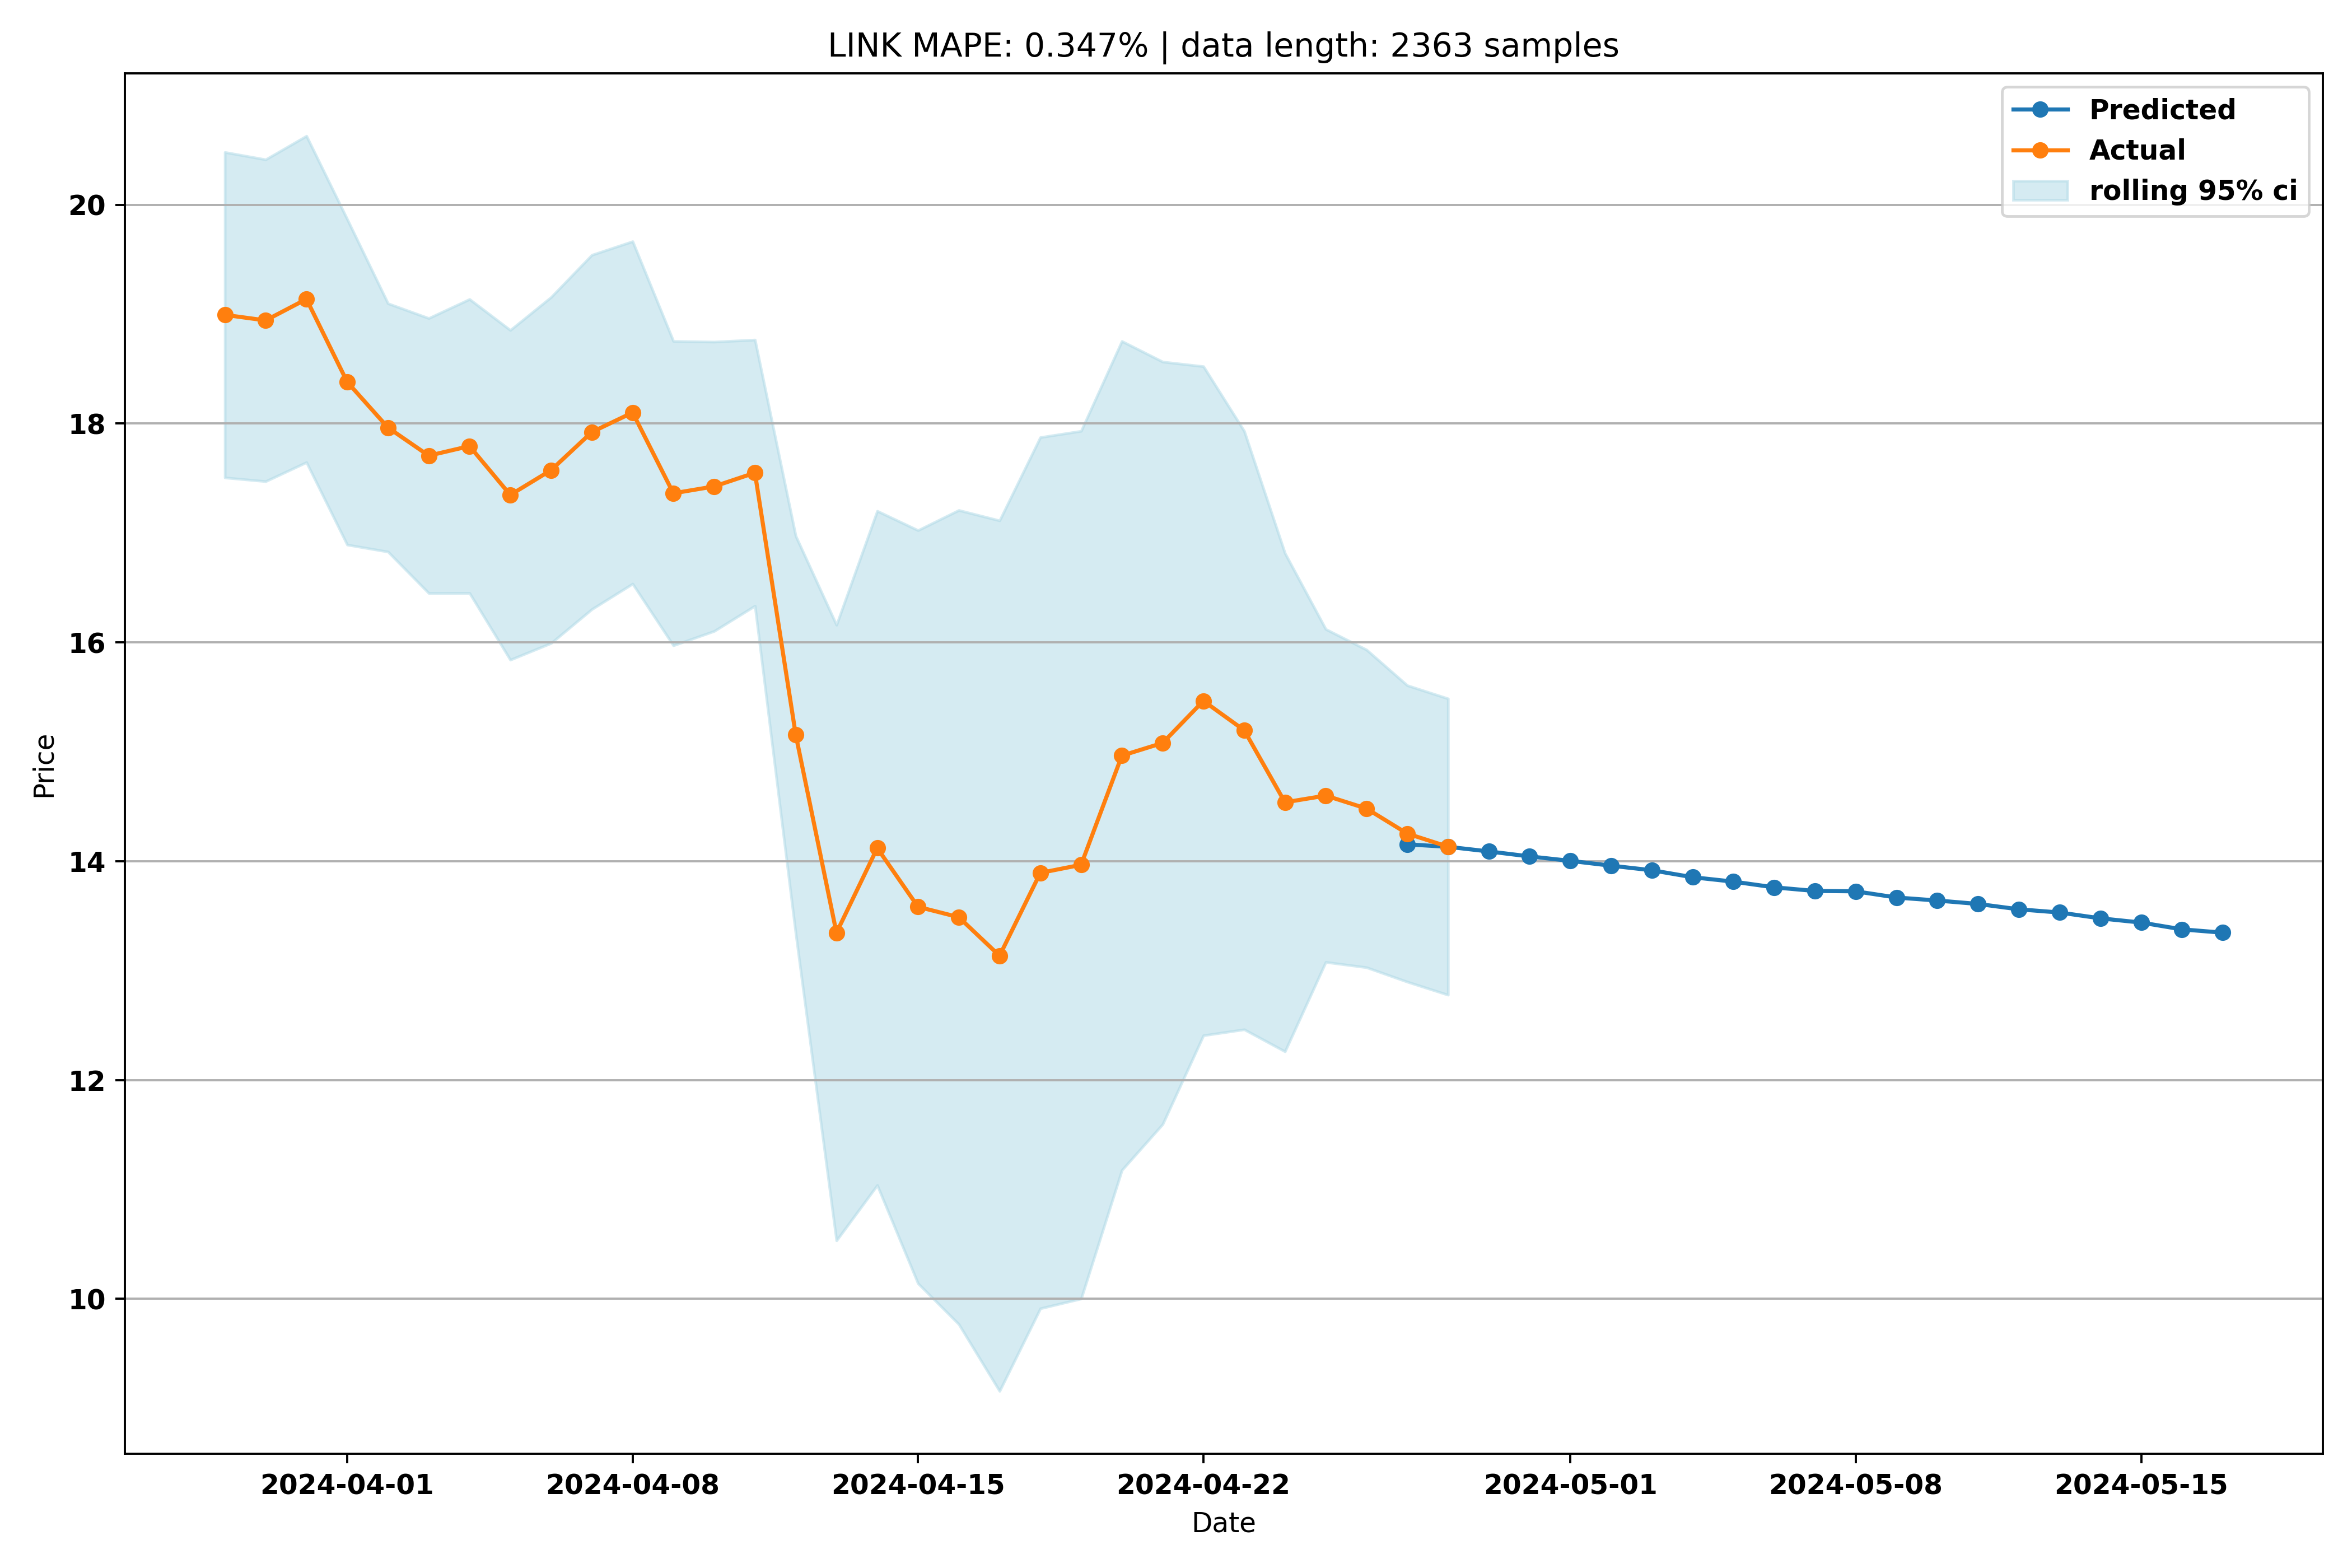 LINK MAPE: 0.347% | data length: 2363 samples
Predicted
Actual
rolling 95% ci
20
18
16
14
12
10
Price
2024-04-01
2024-04-08
2024-04-15
2024-04-22
2024-05-01
2024-05-08
2024-05-15
Date